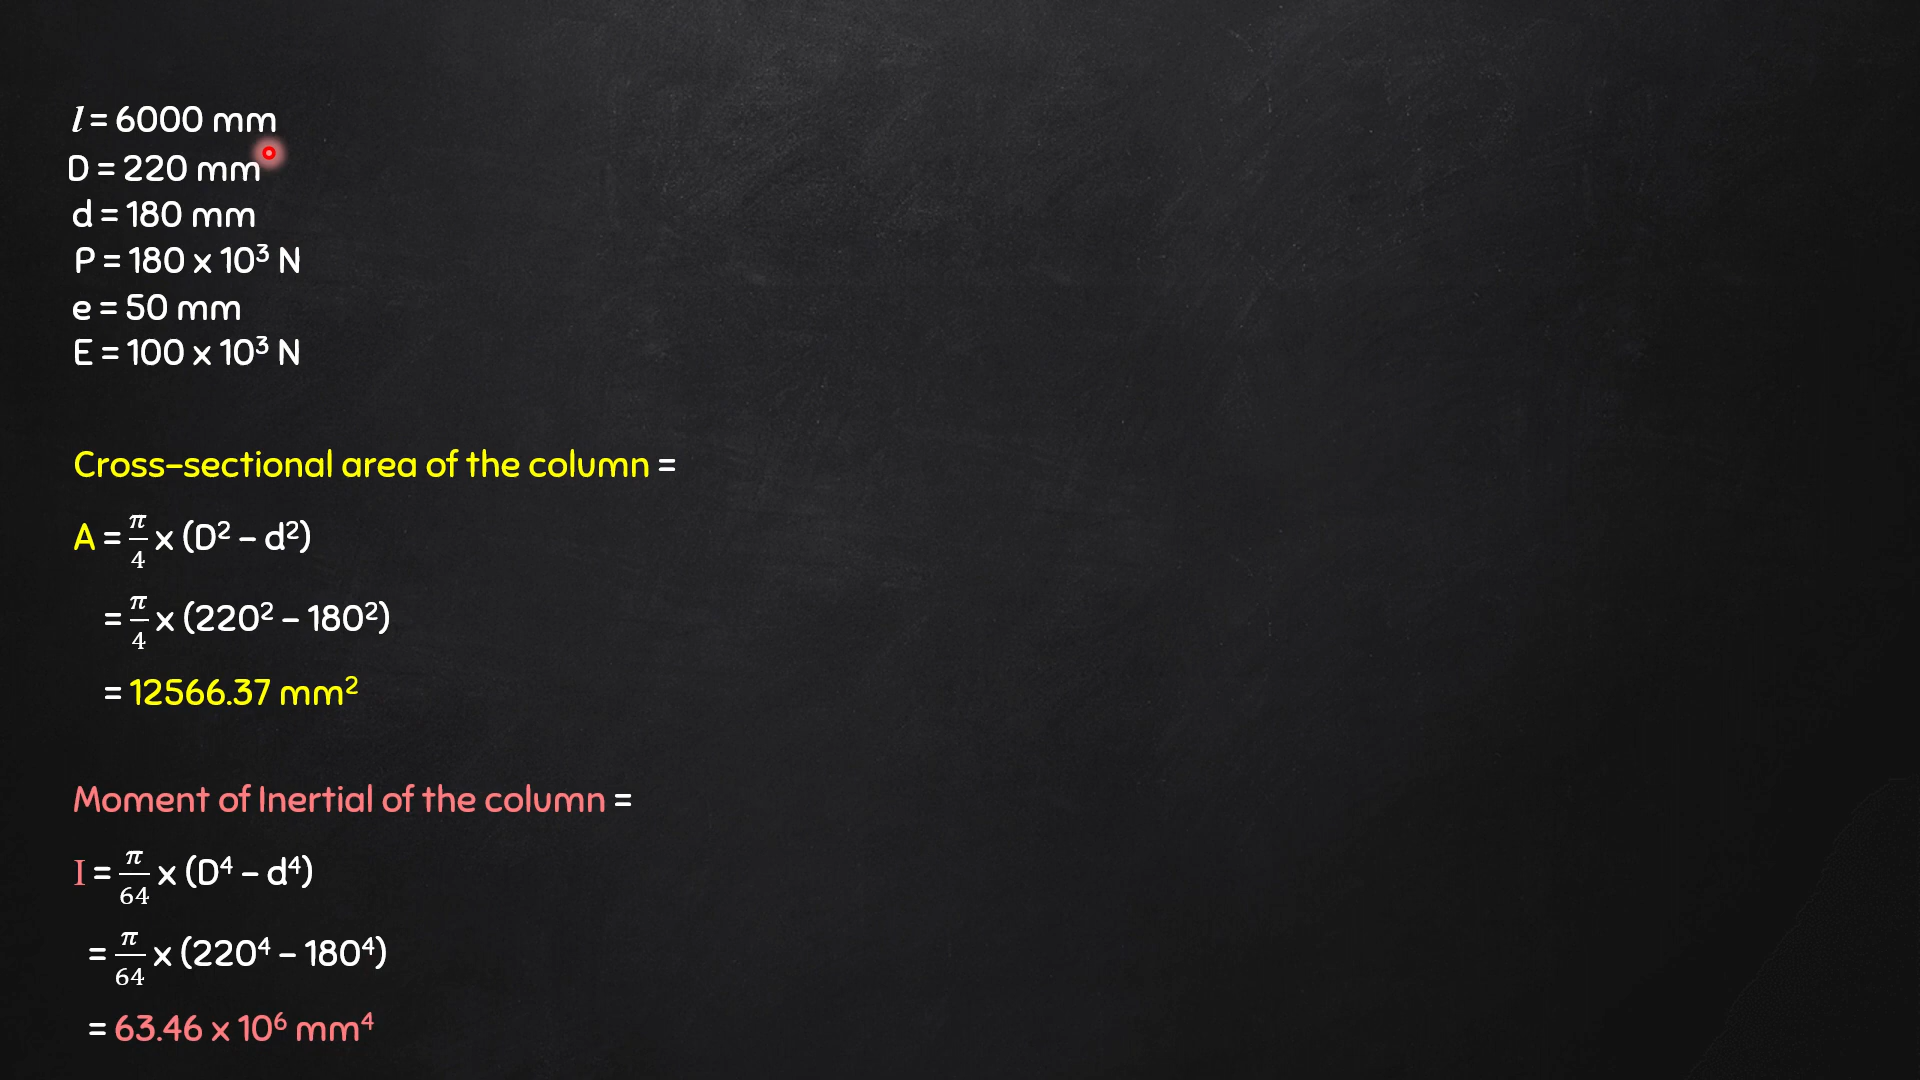 l = 6000 mm
D = 220 mm
d = 180 mm
P = 180 x 10³ N
e = 50 mm
E = 100 x 10³ N
Cross-sectional area of the column =
A = π/4 x (D² – d²)
= π/4 x (220² – 180²)
= 12566.37 mm²
Moment of Inertial of the column =
I = π/64 x (D⁴ – d⁴)
= π/64 x (220⁴ – 180⁴)
= 63.46 x 10⁶ mm⁴